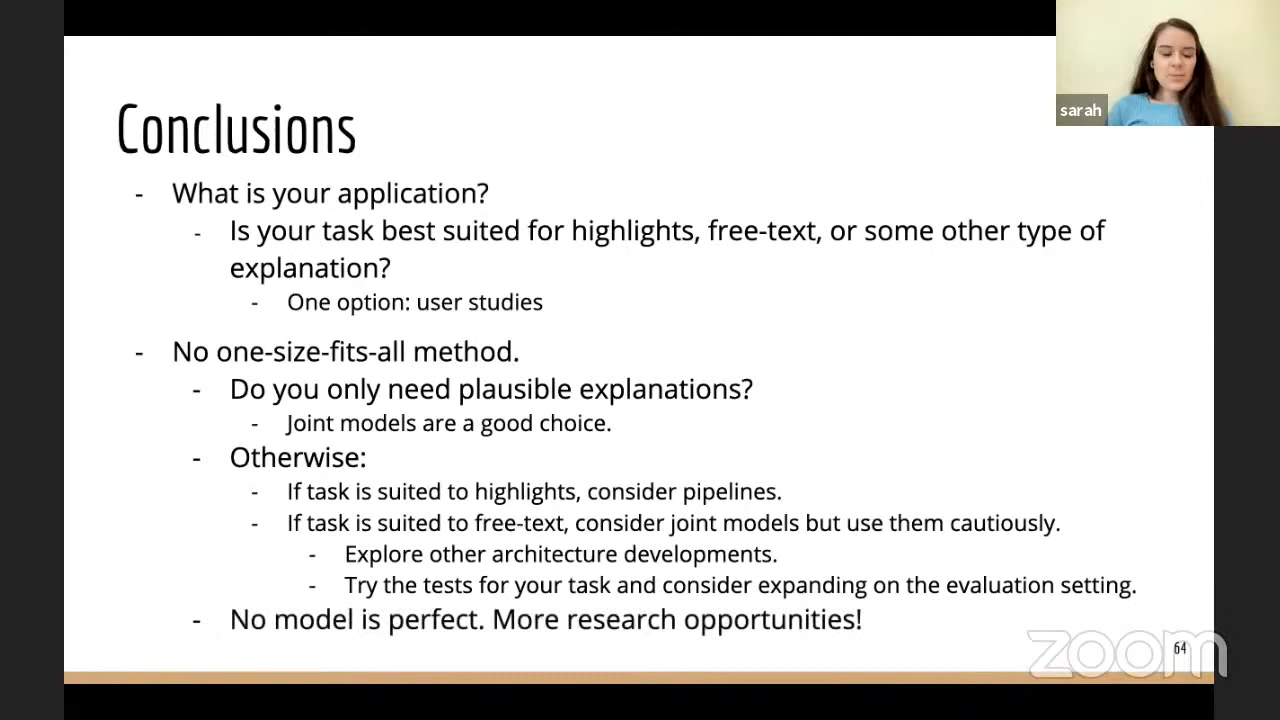 sarah
Conclusions
- What is your application?
- Is your task best suited for highlights, free-text, or some other type of
explanation?
- One option: user studies
- No one-size-fits-all method.
- Do you only need plausible explanations?
- Joint models are a good choice.
- Otherwise:
- If task is suited to highlights, consider pipelines.
- If task is suited to free-text, consider joint models but use them cautiously.
- Explore other architecture developments.
- Try the tests for your task and consider expanding on the evaluation setting.
- No model is perfect. More research opportunities!
64
zoom